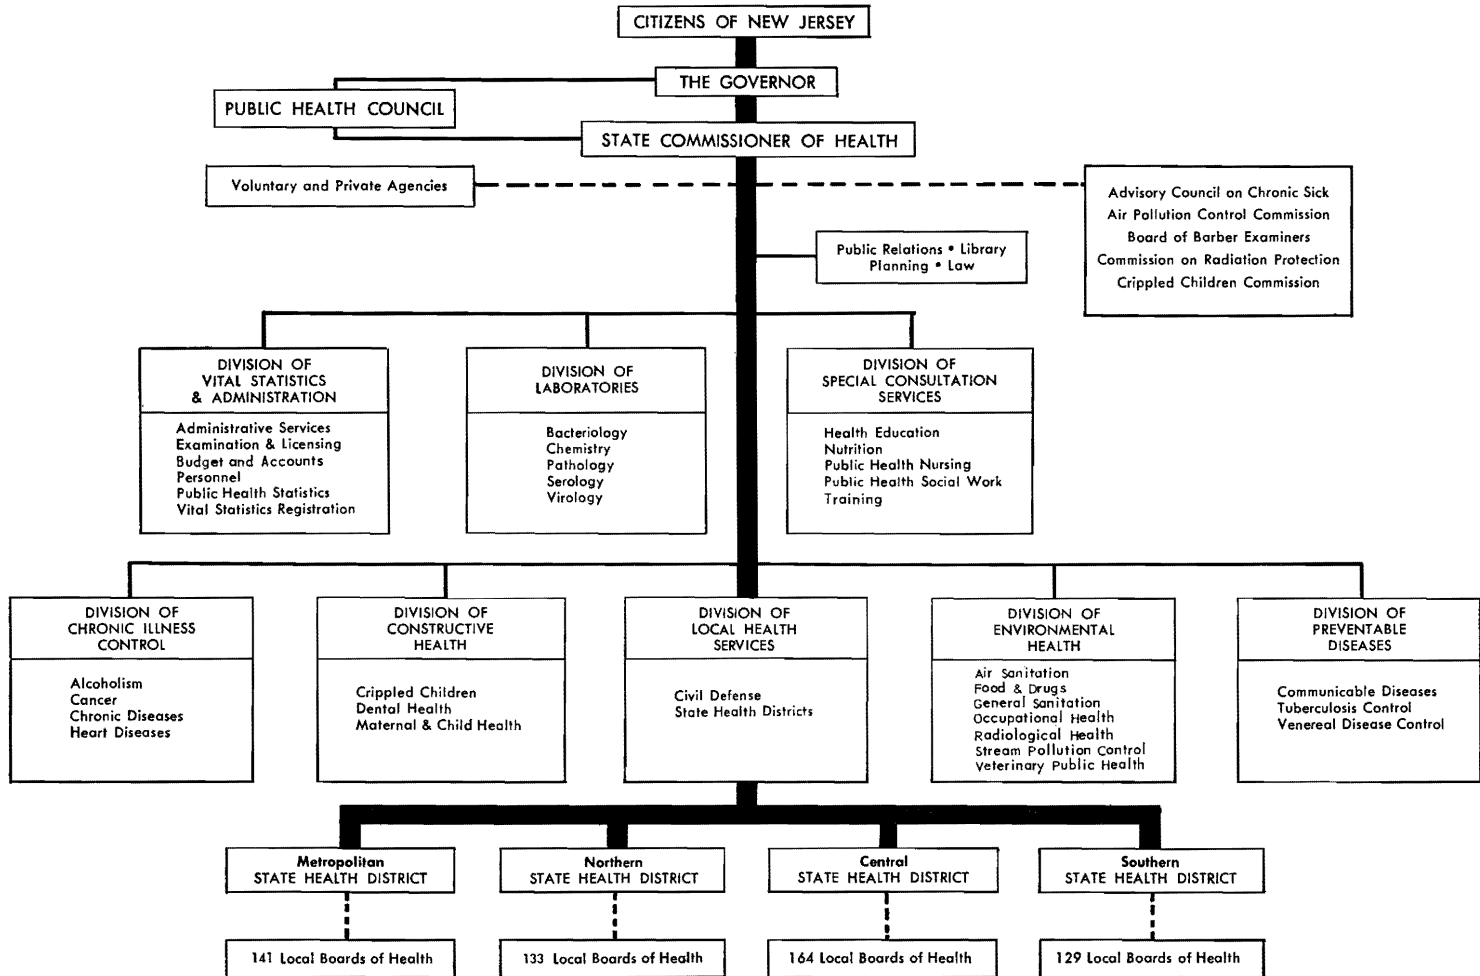 CITIZENS OF NEW JERSEY
THE GOVERNOR
PUBLIC HEALTH COUNCIL
STATE COMMISSIONER OF HEALTH
Voluntary and Private Agencies
Advisory Council on Chronic Sick
Air Pollution Control Commission
Board of Barber Examiners
Commission on Radiation Protection
Crippled Children Commission
Public Relations • Library
Planning • Law
DIVISION OF
VITAL STATISTICS
& ADMINISTRATION
Administrative Services
Examination & Licensing
Budget and Accounts
Personnel
Public Health Statistics
Vital Statistics Registration
DIVISION OF
LABORATORIES
Bacteriology
Chemistry
Pathology
Serology
Virology
DIVISION OF
SPECIAL CONSULTATION
SERVICES
Health Education
Nutrition
Public Health Nursing
Public Health Social Work
Training
DIVISION OF
CHRONIC ILLNESS
CONTROL
Alcoholism
Cancer
Chronic Diseases
Heart Diseases
DIVISION OF
CONSTRUCTIVE
HEALTH
Crippled Children
Dental Health
Maternal & Child Health
DIVISION OF
LOCAL HEALTH
SERVICES
Civil Defense
State Health Districts
DIVISION OF
ENVIRONMENTAL
HEALTH
Air Sanitation
Food & Drugs
General Sanitation
Occupational Health
Radiological Health
Stream Pollution Control
Veterinary Public Health
DIVISION OF
PREVENTABLE
DISEASES
Communicable Diseases
Tuberculosis Control
Venereal Disease Control
Metropolitan
STATE HEALTH DISTRICT
Northern
STATE HEALTH DISTRICT
Central
STATE HEALTH DISTRICT
Southern
STATE HEALTH DISTRICT
141 Local Boards of Health
133 Local Boards of Health
164 Local Boards of Health
129 Local Boards of Health